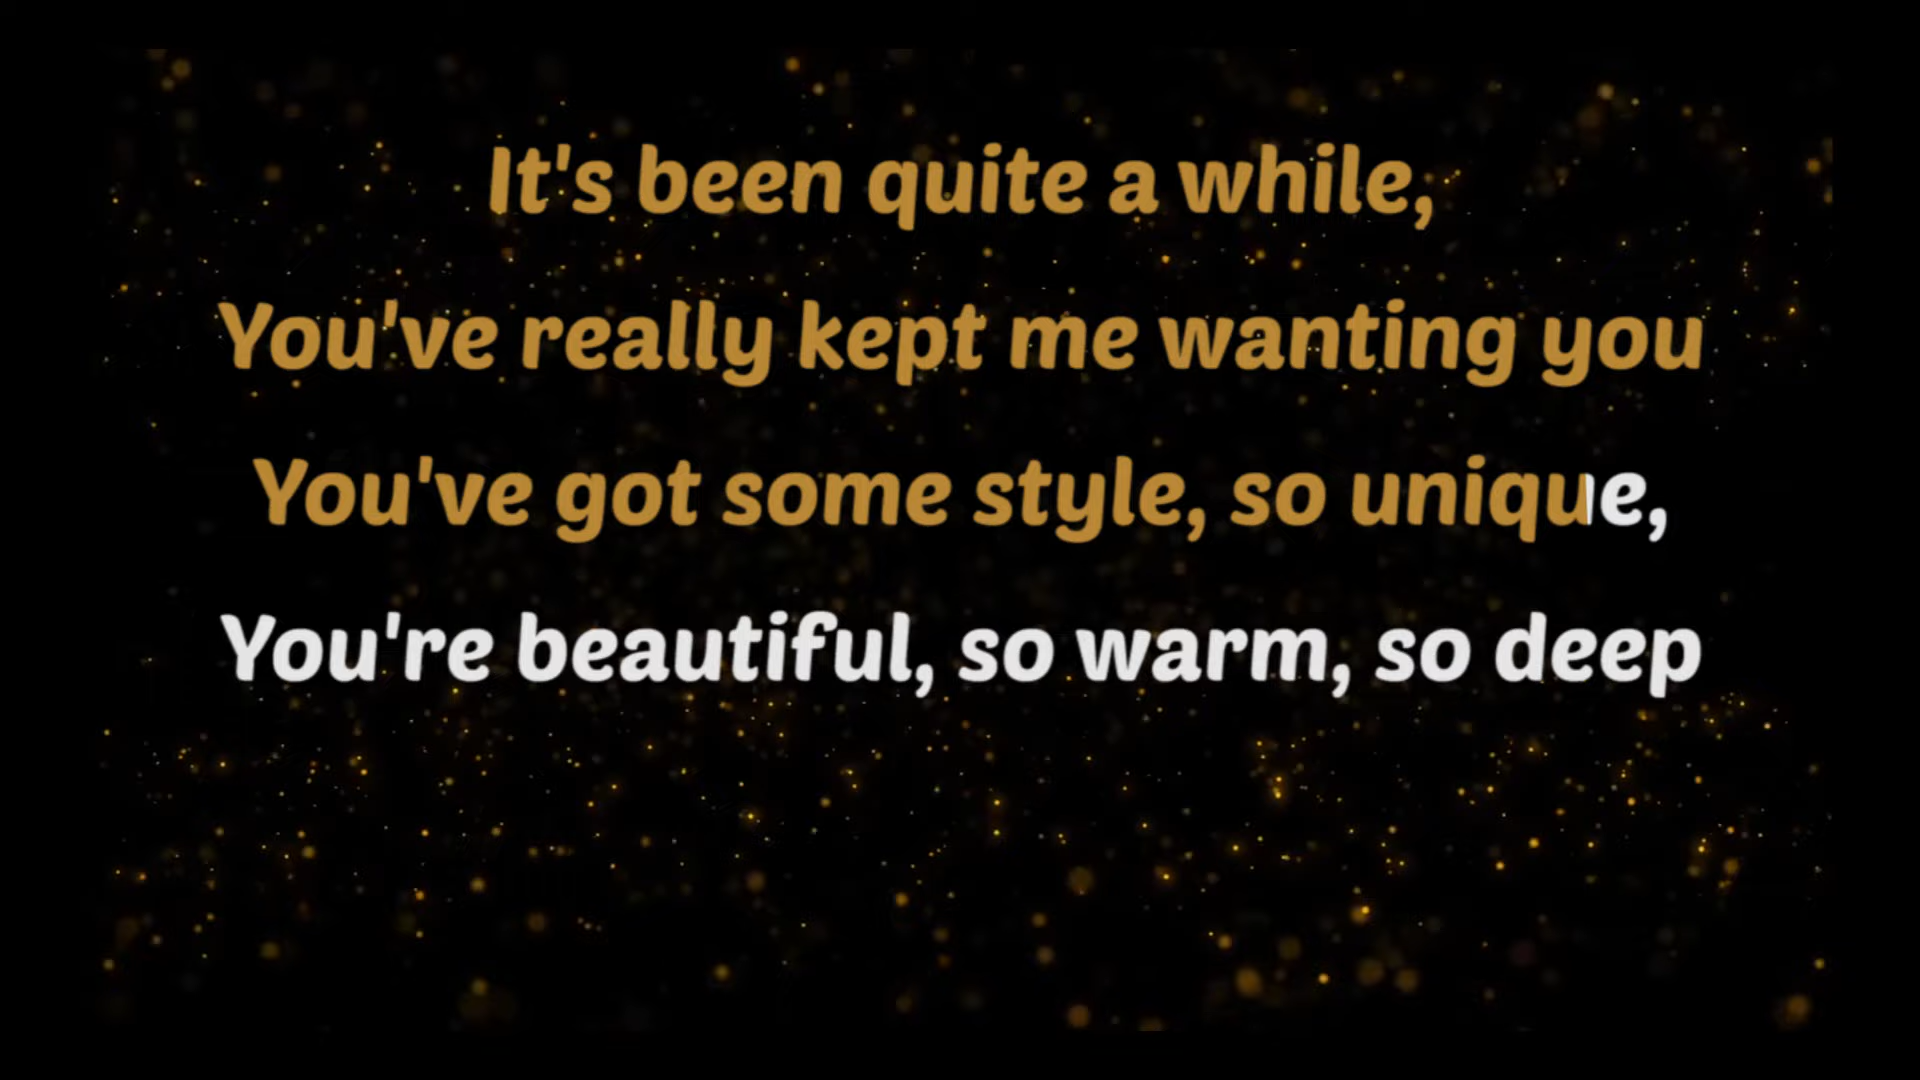 It's been quite a while,
You've really kept me wanting you
You've got some style, so unique,
You're beautiful, so warm, so deep